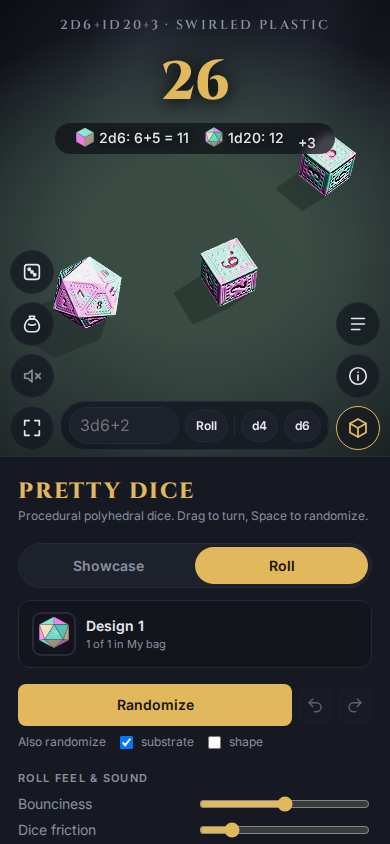 2D6+1D20+3 · SWIRLED PLASTIC
26
2d6: 6+5 = 11 1d20: 12 +3
3d6+2 Roll d4 d6
PRETTY DICE
Procedural polyhedral dice. Drag to turn, Space to randomize.
Showcase Roll
Design 1
1 of 1 in My bag
Randomize
Also randomize substrate shape
ROLL FEEL & SOUND
Bounciness
Dice friction